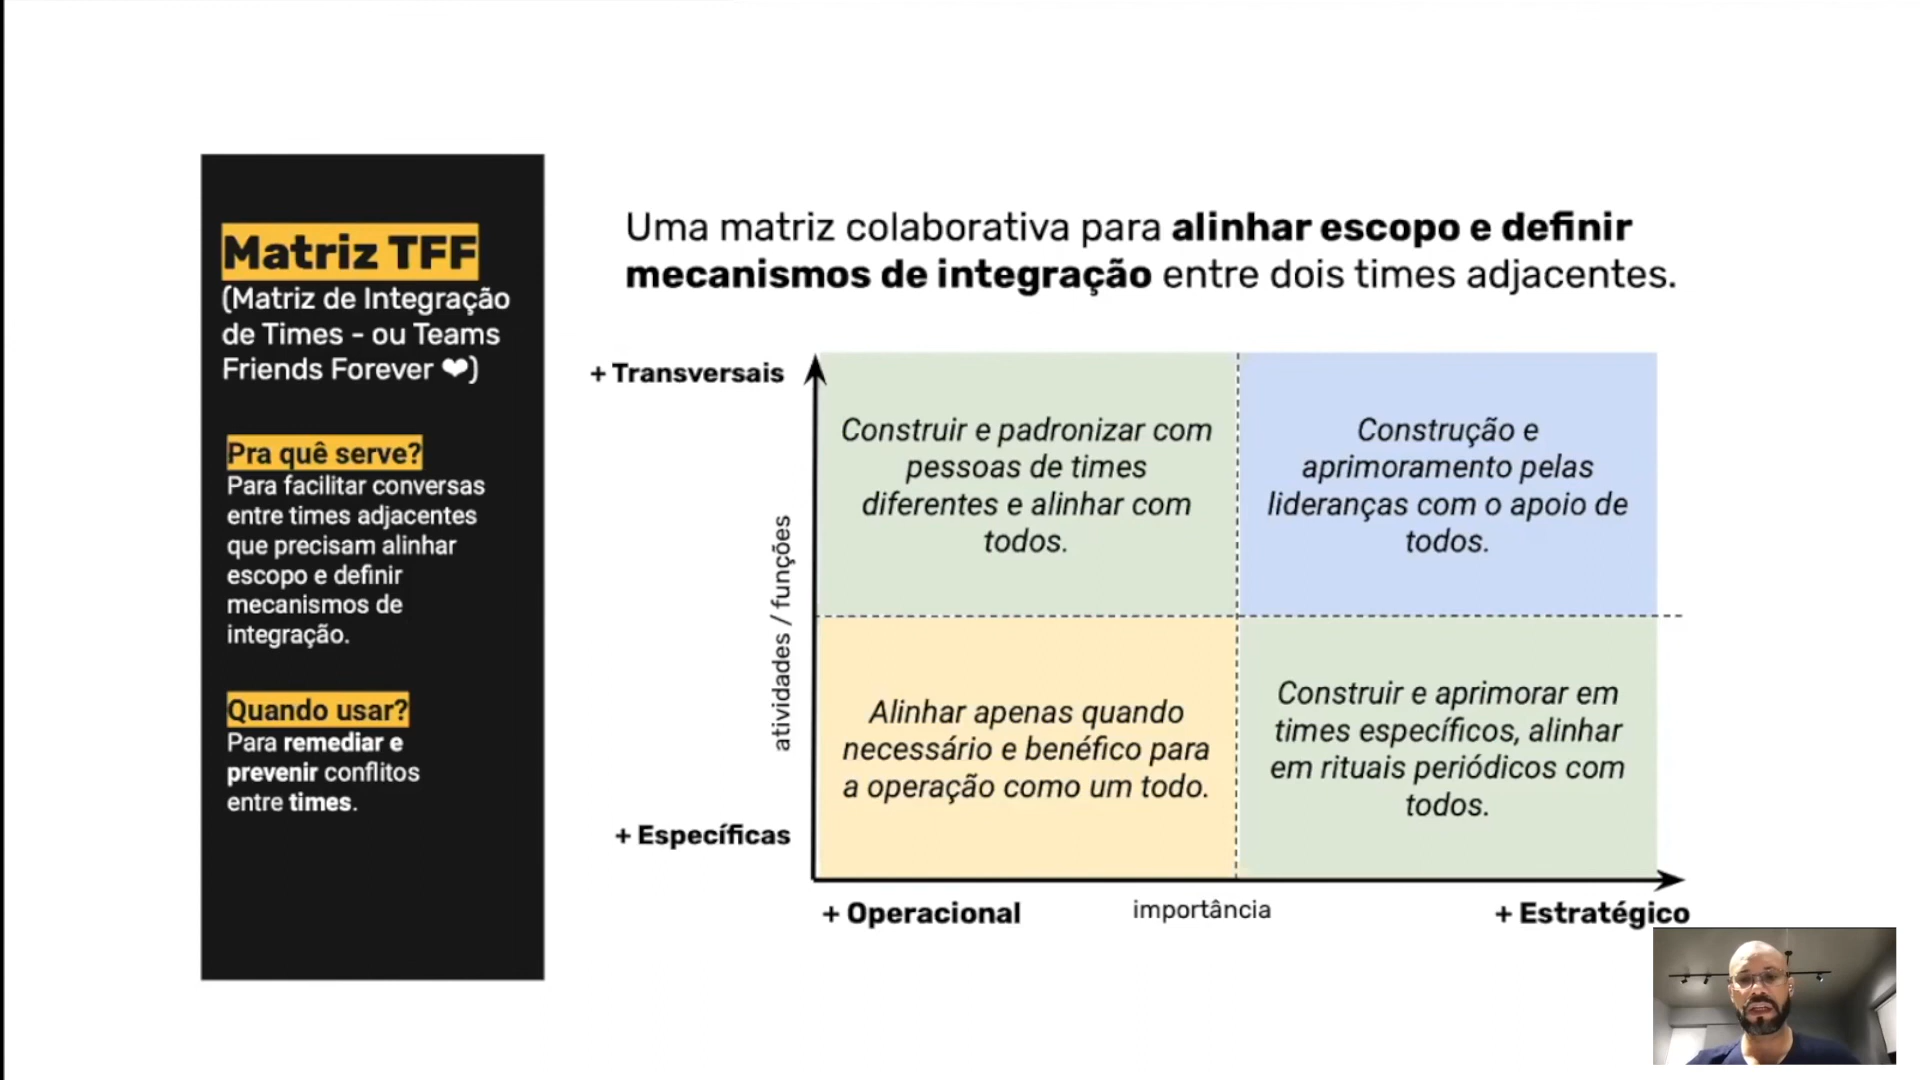 Matriz TFF
(Matriz de Integração
de Times - ou Teams
Friends Forever ❤)
Pra quê serve?
Para facilitar conversas
entre times adjacentes
que precisam alinhar
escopo e definir
mecanismos de
integração.
Quando usar?
Para remediar e
prevenir conflitos
entre times.
Uma matriz colaborativa para alinhar escopo e definir
mecanismos de integração entre dois times adjacentes.
+ Transversais
atividades / funções
+ Específicas
Construir e padronizar com
pessoas de times
diferentes e alinhar com
todos.
Construção e
aprimoramento pelas
lideranças com o apoio de
todos.
Alinhar apenas quando
necessário e benéfico para
a operação como um todo.
Construir e aprimorar em
times específicos, alinhar
em rituais periódicos com
todos.
+ Operacional
importância
+ Estratégico